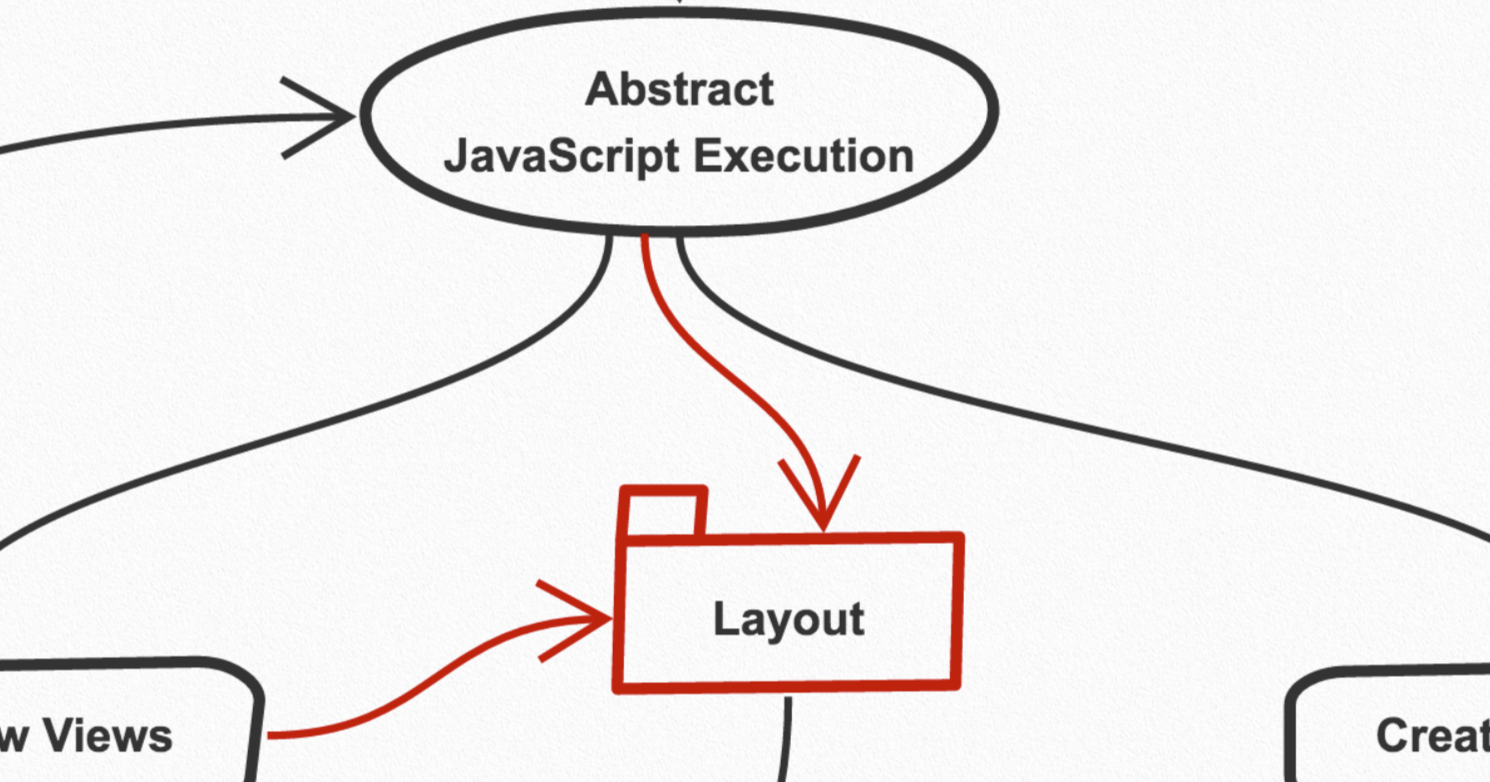 Abstract
JavaScript Execution
Layout
w Views
Creat